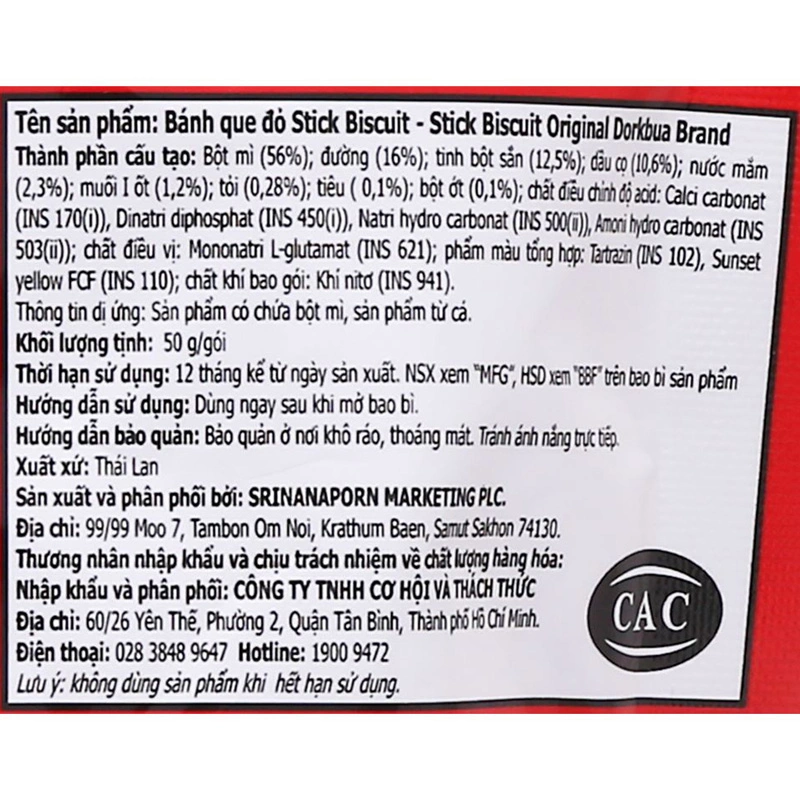 Tên sản phẩm: Bánh que đỏ Stick Biscuit - Stick Biscuit Original Dorkbua Brand
Thành phần cấu tạo: Bột mì (56%); đường (16%); tinh bột sắn (12,5%); dầu cọ (10,6%); nước mắm
(2,3%); muối I ốt (1,2%); tỏi (0,28%); tiêu ( 0,1%); bột ớt (0,1%); chất điều chỉnh độ acid: Calci carbonat
(INS 170(i)), Dinatri diphosphat (INS 450(i)), Natri hydro carbonat (INS 500(ii)), Amoni hydro carbonat (INS
503(ii)); chất điều vị: Mononatri L-glutamat (INS 621); phẩm màu tổng hợp: Tartrazin (INS 102), Sunset
yellow FCF (INS 110); chất khí bao gói: Khí nitơ (INS 941).
Thông tin dị ứng: Sản phẩm có chứa bột mì, sản phẩm từ cá.
Khối lượng tịnh: 50 g/gói
Thời hạn sử dụng: 12 tháng kể từ ngày sản xuất. NSX xem "MFG", HSD xem "BBF" trên bao bì sản phẩm
Hướng dẫn sử dụng: Dùng ngay sau khi mở bao bì.
Hướng dẫn bảo quản: Bảo quản ở nơi khô ráo, thoáng mát. Tránh ánh nắng trực tiếp.
Xuất xứ: Thái Lan
Sản xuất và phân phối bởi: SRINANAPORN MARKETING PLC.
Địa chỉ: 99/99 Moo 7, Tambon Om Noi, Krathum Baen, Samut Sakhon 74130.
Thương nhân nhập khẩu và chịu trách nhiệm về chất lượng hàng hóa:
Nhập khẩu và phân phối: CÔNG TY TNHH CƠ HỘI VÀ THÁCH THỨC
Địa chỉ: 60/26 Yên Thế, Phường 2, Quận Tân Bình, Thành phố Hồ Chí Minh.
CAC
Điện thoại: 028 3848 9647 Hotline: 1900 9472
Lưu ý: không dùng sản phẩm khi hết hạn sử dụng.